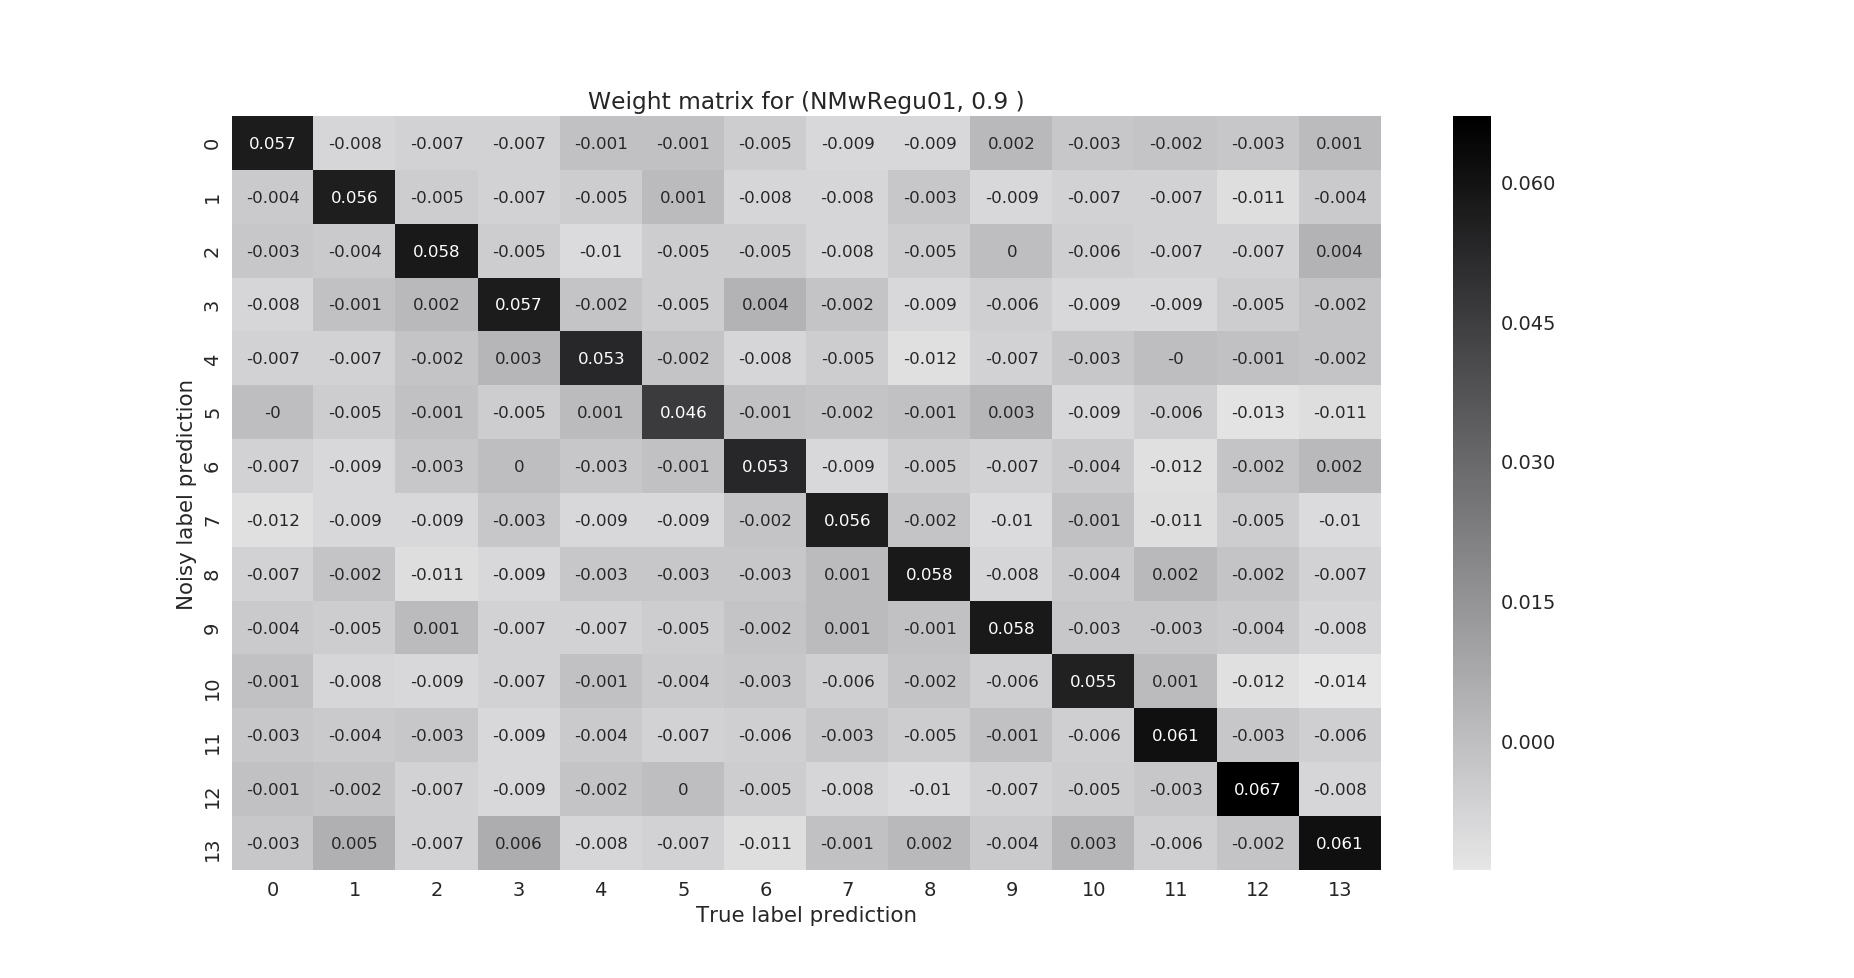 Weight matrix for (NMwRegu01, 0.9 )
0 0.057 -0.008 -0.007 -0.007 -0.001 -0.001 -0.005 -0.009 -0.009 0.002 -0.003 -0.002 -0.003 0.001
1 -0.004 0.056 -0.005 -0.007 -0.005 0.001 -0.008 -0.008 -0.003 -0.009 -0.007 -0.007 -0.011 -0.004
2 -0.003 -0.004 0.058 -0.005 -0.01 -0.005 -0.005 -0.008 -0.005 0 -0.006 -0.007 -0.007 0.004
3 -0.008 -0.001 0.002 0.057 -0.002 -0.005 0.004 -0.002 -0.009 -0.006 -0.009 -0.009 -0.005 -0.002
4 -0.007 -0.007 -0.002 0.003 0.053 -0.002 -0.008 -0.005 -0.012 -0.007 -0.003 -0 -0.001 -0.002
5 -0 -0.005 -0.001 -0.005 0.001 0.046 -0.001 -0.002 -0.001 0.003 -0.009 -0.006 -0.013 -0.011
6 -0.007 -0.009 -0.003 0 -0.003 -0.001 0.053 -0.009 -0.005 -0.007 -0.004 -0.012 -0.002 0.002
7 -0.012 -0.009 -0.009 -0.003 -0.009 -0.009 -0.002 0.056 -0.002 -0.01 -0.001 -0.011 -0.005 -0.01
8 -0.007 -0.002 -0.011 -0.009 -0.003 -0.003 -0.003 0.001 0.058 -0.008 -0.004 0.002 -0.002 -0.007
9 -0.004 -0.005 0.001 -0.007 -0.007 -0.005 -0.002 0.001 -0.001 0.058 -0.003 -0.003 -0.004 -0.008
10 -0.001 -0.008 -0.009 -0.007 -0.001 -0.004 -0.003 -0.006 -0.002 -0.006 0.055 0.001 -0.012 -0.014
11 -0.003 -0.004 -0.003 -0.009 -0.004 -0.007 -0.006 -0.003 -0.005 -0.001 -0.006 0.061 -0.003 -0.006
12 -0.001 -0.002 -0.007 -0.009 -0.002 0 -0.005 -0.008 -0.01 -0.007 -0.005 -0.003 0.067 -0.008
13 -0.003 0.005 -0.007 0.006 -0.008 -0.007 -0.011 -0.001 0.002 -0.004 0.003 -0.006 -0.002 0.061
0 1 2 3 4 5 6 7 8 9 10 11 12 13
True label prediction
Noisy label prediction
0.060
0.045
0.030
0.015
0.000